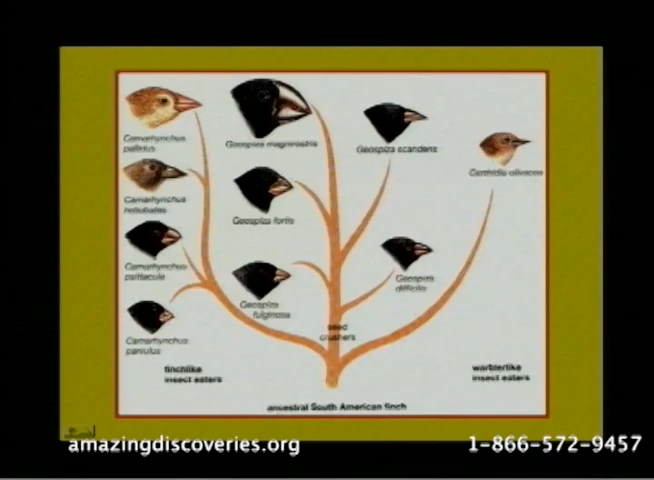 Camarhynchus
pallidus
Geospiza magnirostris
Geospiza scandens
Certhidia olivacea
Camarhynchus
heliobates
Geospiza fortis
Camarhynchus
psittacula
Geospiza
difficilis
Geospiza
fuliginosa
Camarhynchus
parvulus
seed
crushers
finchlike
insect eaters
warblerlike
insect eaters
ancestral South American finch
amazingdiscoveries.org
1-866-572-9457